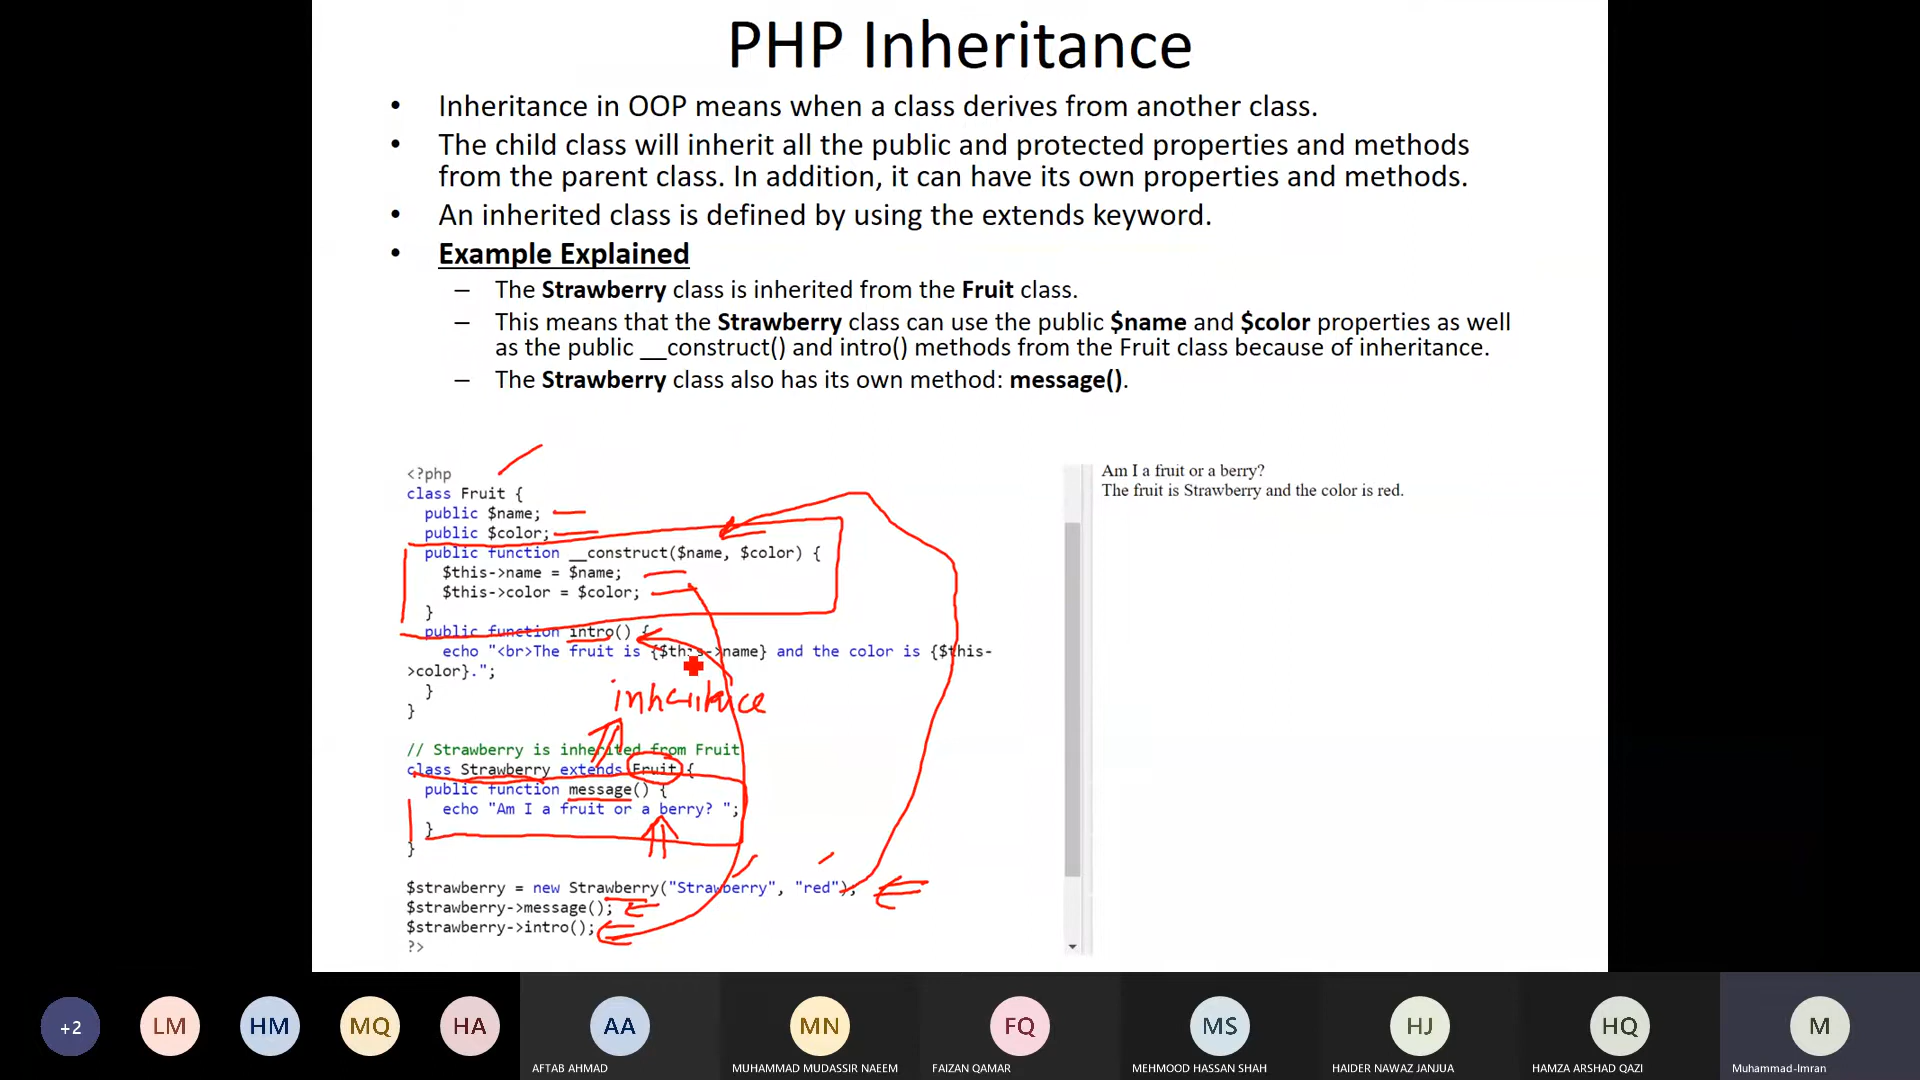 PHP Inheritance
• Inheritance in OOP means when a class derives from another class.
• The child class will inherit all the public and protected properties and methods
from the parent class. In addition, it can have its own properties and methods.
• An inherited class is defined by using the extends keyword.
• Example Explained
– The Strawberry class is inherited from the Fruit class.
– This means that the Strawberry class can use the public $name and $color properties as well
as the public __construct() and intro() methods from the Fruit class because of inheritance.
– The Strawberry class also has its own method: message().
<?php
class Fruit {
public $name;
public $color;
public function __construct($name, $color) {
$this->name = $name;
$this->color = $color;
}
public function intro() {
echo "<br>The fruit is {$this->name} and the color is {$this-
>color}.";
}
}
inheritance
// Strawberry is inherited from Fruit
class Strawberry extends Fruit {
public function message() {
echo "Am I a fruit or a berry? ";
}
}
$strawberry = new Strawberry("Strawberry", "red");
$strawberry->message();
$strawberry->intro();
?>
Am I a fruit or a berry?
The fruit is Strawberry and the color is red.
+2 LM HM MQ HA AA MN FQ MS HJ HQ M
AFTAB AHMAD MUHAMMAD MUDASSIR NAEEM FAIZAN QAMAR MEHMOOD HASSAN SHAH HAIDER NAWAZ JANJUA HAMZA ARSHAD QAZI Muhammad-Imran